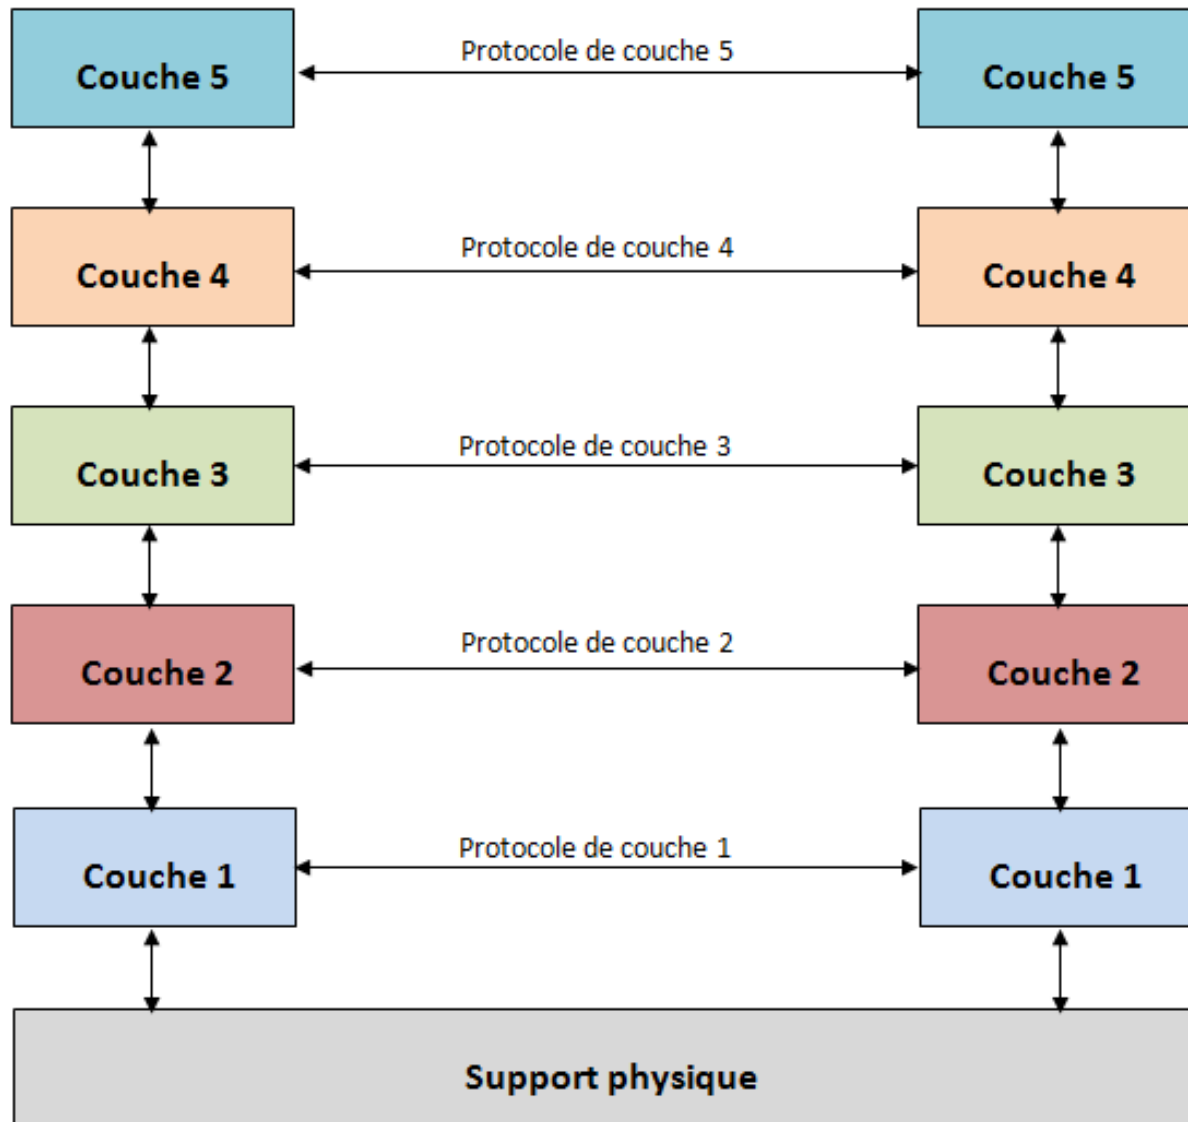 Couche 5
Protocole de couche 5
Couche 5
Couche 4
Protocole de couche 4
Couche 4
Couche 3
Protocole de couche 3
Couche 3
Couche 2
Protocole de couche 2
Couche 2
Couche 1
Protocole de couche 1
Couche 1
Support physique